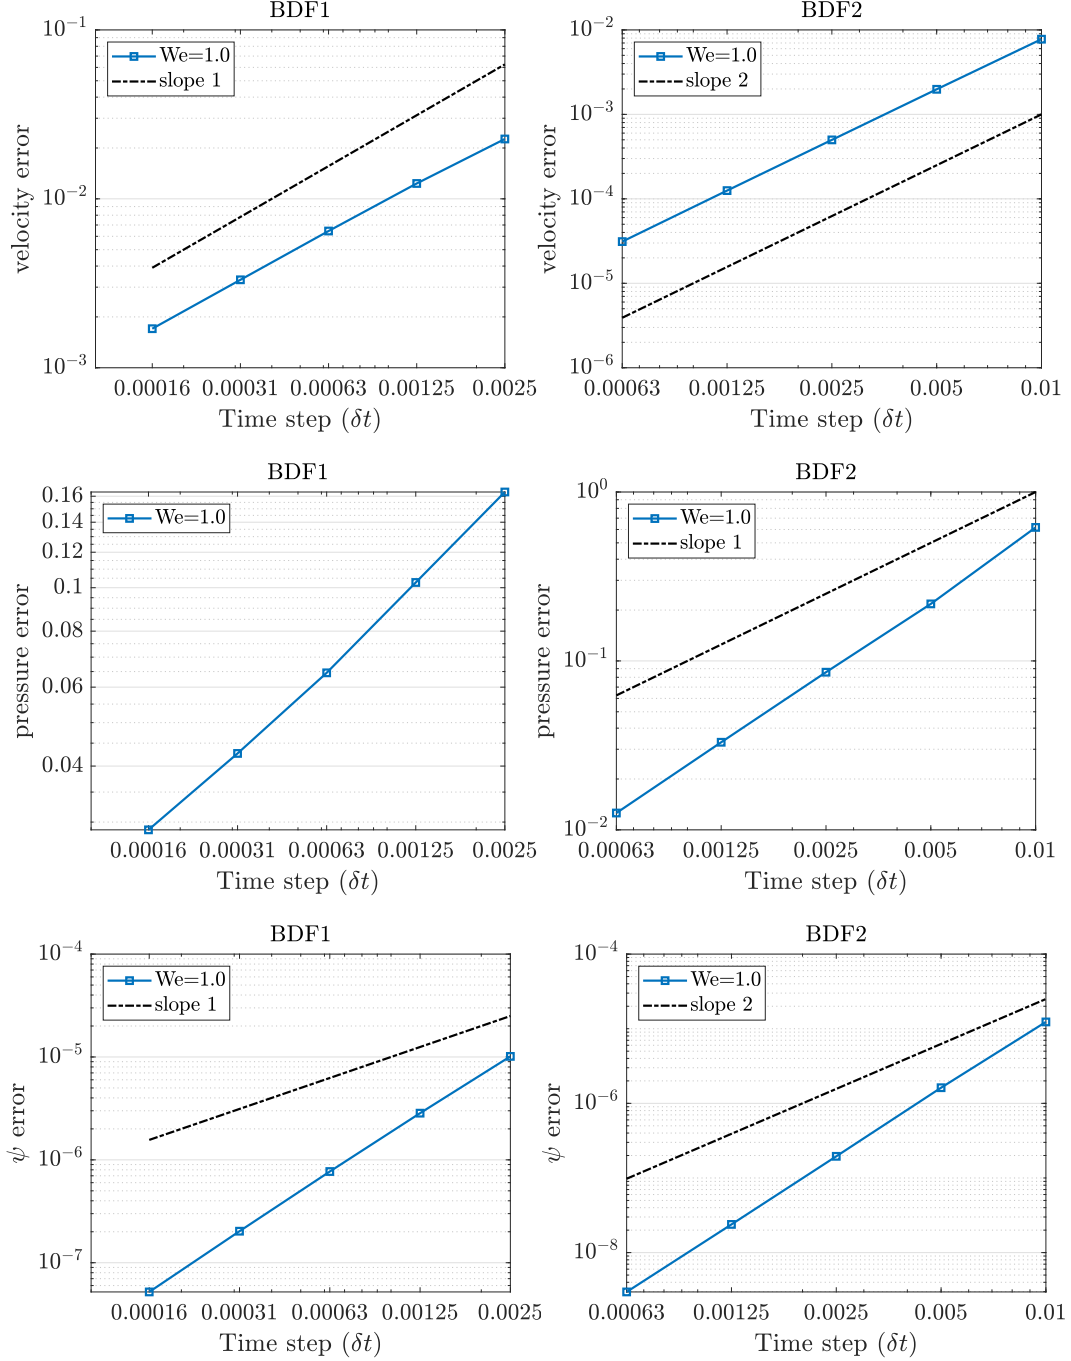 BDF1
10−1
10−2
10−3
velocity error
We=1.0
slope 1
0.00016 0.00031 0.00063 0.00125 0.0025
Time step (δt)
BDF2
10−2
10−3
10−4
10−5
10−6
velocity error
We=1.0
slope 2
0.00063 0.00125 0.0025 0.005 0.01
Time step (δt)
BDF1
0.16
0.14
0.12
0.1
0.08
0.06
0.04
pressure error
We=1.0
0.00016 0.00031 0.00063 0.00125 0.0025
Time step (δt)
BDF2
100
10−1
10−2
pressure error
We=1.0
slope 1
0.00063 0.00125 0.0025 0.005 0.01
Time step (δt)
BDF1
10−4
10−5
10−6
10−7
ψ error
We=1.0
slope 1
0.00016 0.00031 0.00063 0.00125 0.0025
Time step (δt)
BDF2
10−4
10−6
10−8
ψ error
We=1.0
slope 2
0.00063 0.00125 0.0025 0.005 0.01
Time step (δt)